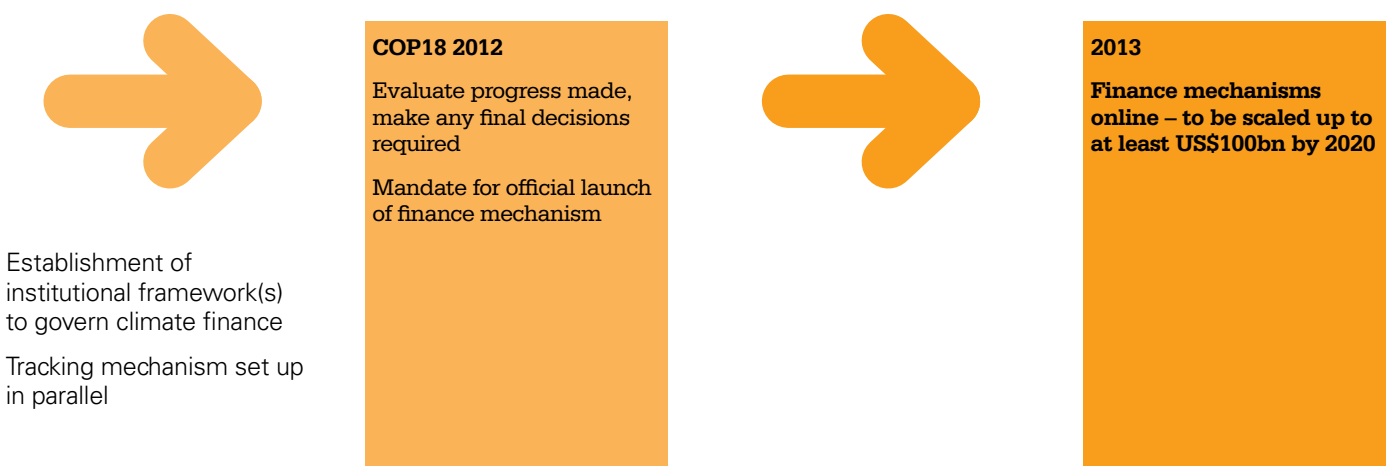 Establishment of
institutional framework(s)
to govern climate finance
Tracking mechanism set up
in parallel
COP18 2012
Evaluate progress made,
make any final decisions
required
Mandate for official launch
of finance mechanism
2013
Finance mechanisms
online – to be scaled up to
at least US$100bn by 2020